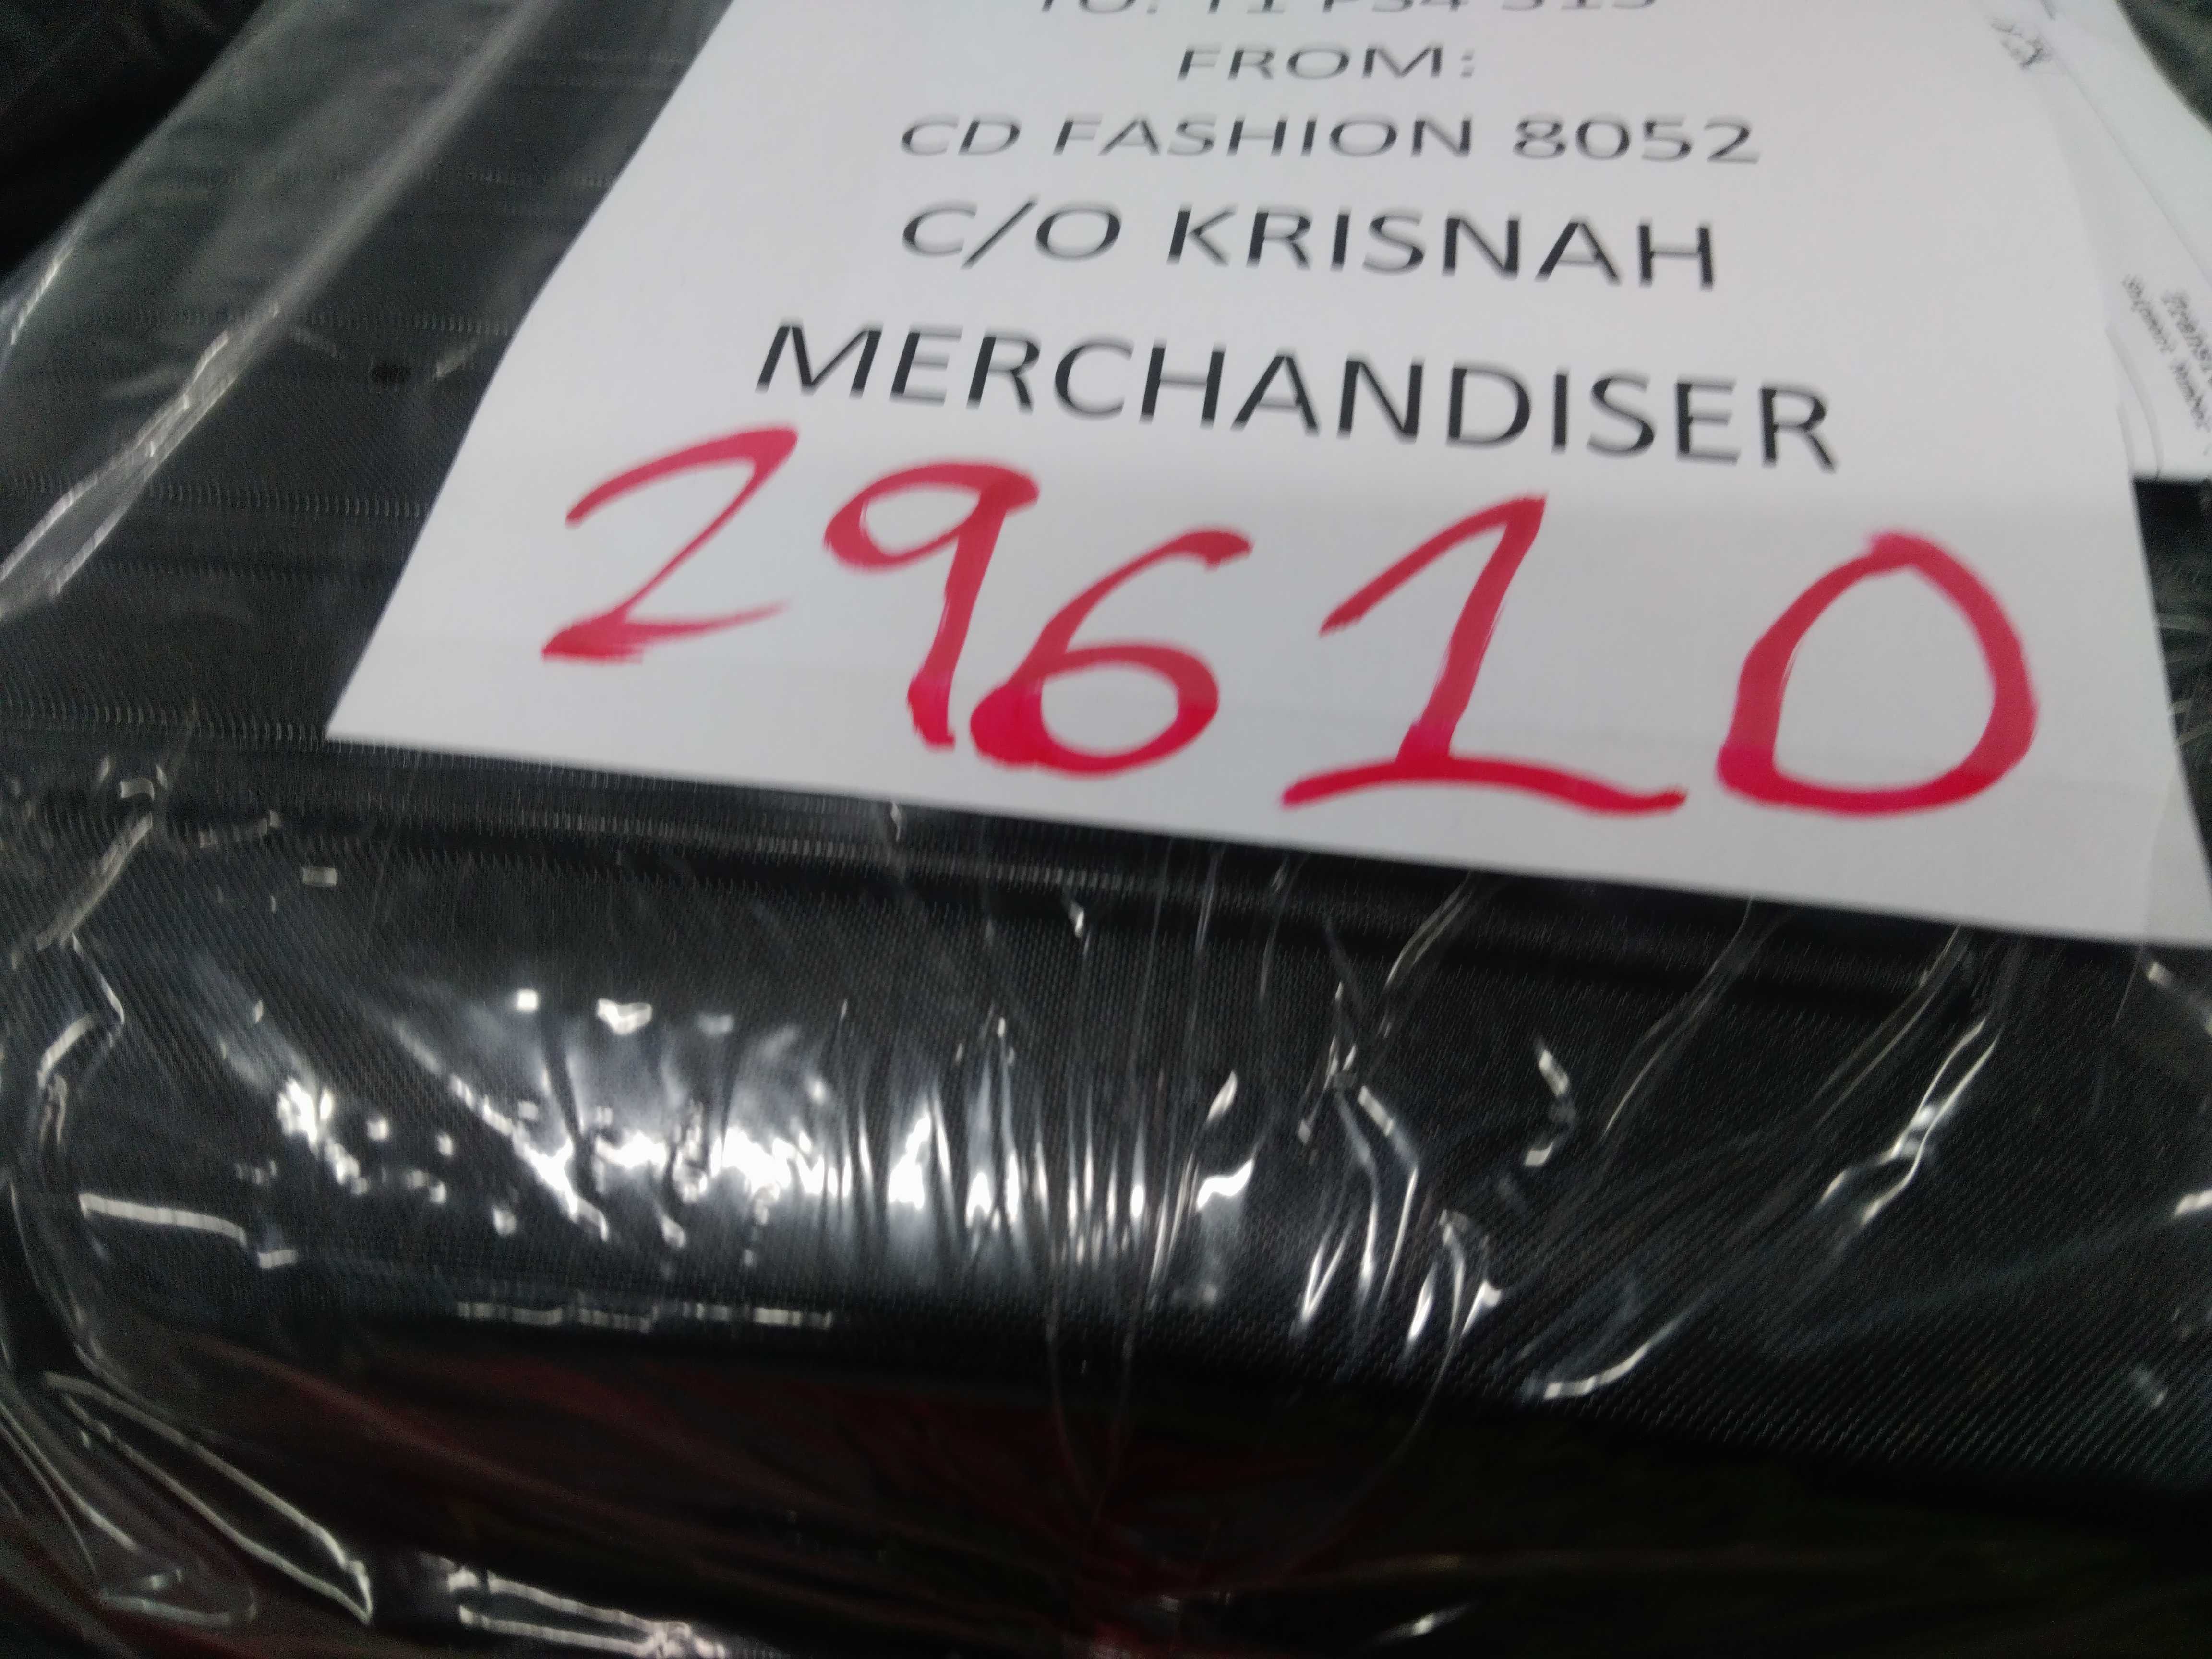 FROM:
CD FASHION 8052
C/O KRISNAH
MERCHANDISER
29610